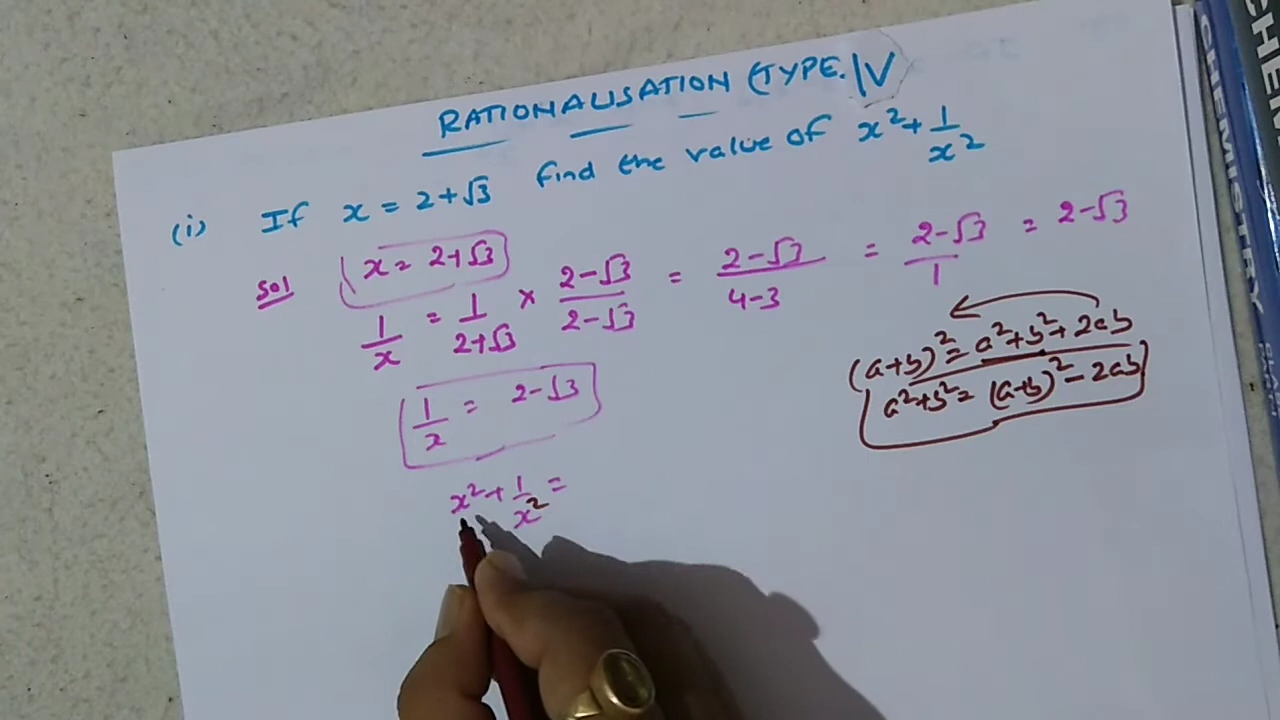 RATIONALISATION (TYPE.IV
(i) If x = 2+√3 find the value of x²+1/x²
Sol x = 2+√3
1/x = 1/2+√3 × 2-√3/2-√3 = 2-√3/4-3 = 2-√3/1 = 2-√3
(a+b)² = a²+b²+2ab
a²+b² = (a+b)²-2ab
1/x = 2-√3
x²+1/x² =
CHEMISTRY